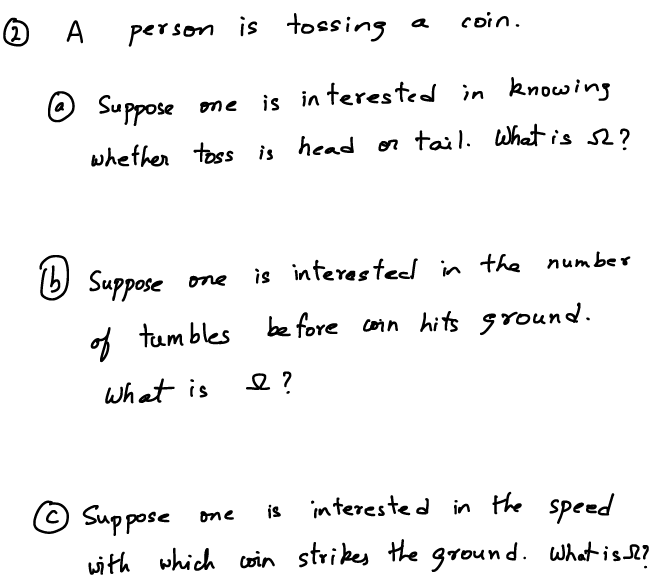 ② A person is tossing a coin.
ⓐ Suppose one is interested in knowing
whether toss is head or tail. What is Ω?
ⓑ Suppose one is interested in the number
of tumbles before coin hits ground.
What is Ω?
ⓒ Suppose one is interested in the speed
with which coin strikes the ground. What is Ω?